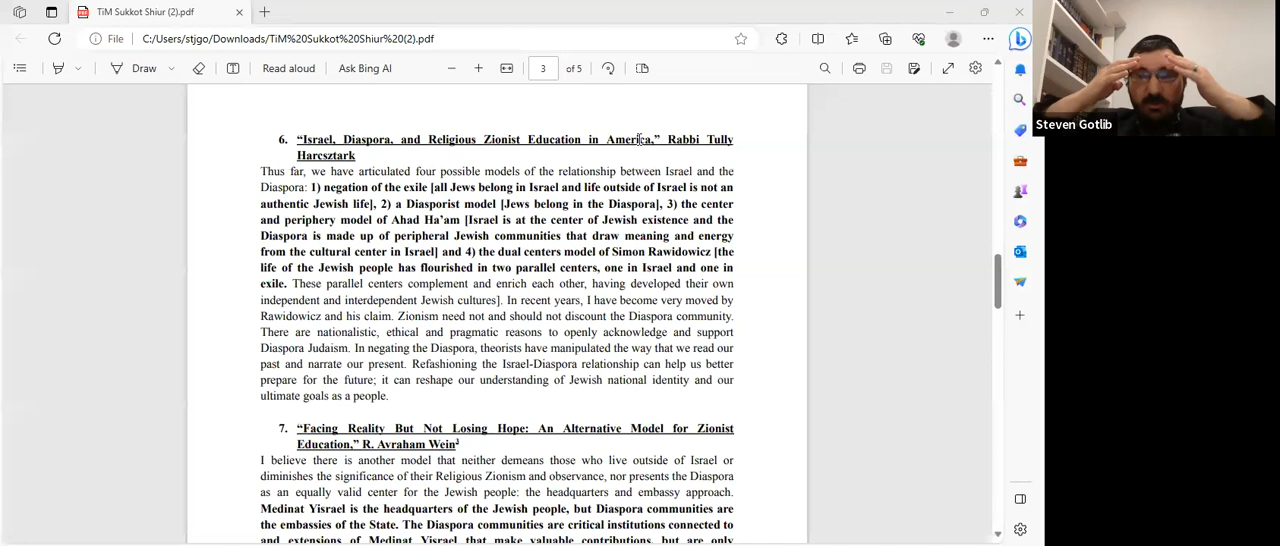 TiM Sukkot Shiur (2).pdf
File
C:/Users/stjgo/Downloads/TiM%20Sukkot%20Shiur%20(2).pdf
Draw
Read aloud
Ask Bing AI
3
of 5
Steven Gotlib
6. “Israel, Diaspora, and Religious Zionist Education in America,” Rabbi Tully
Harcsztark
Thus far, we have articulated four possible models of the relationship between Israel and the
Diaspora: 1) negation of the exile [all Jews belong in Israel and life outside of Israel is not an
authentic Jewish life], 2) a Diasporist model [Jews belong in the Diaspora], 3) the center
and periphery model of Ahad Ha’am [Israel is at the center of Jewish existence and the
Diaspora is made up of peripheral Jewish communities that draw meaning and energy
from the cultural center in Israel] and 4) the dual centers model of Simon Rawidowicz [the
life of the Jewish people has flourished in two parallel centers, one in Israel and one in
exile. These parallel centers complement and enrich each other, having developed their own
independent and interdependent Jewish cultures]. In recent years, I have become very moved by
Rawidowicz and his claim. Zionism need not and should not discount the Diaspora community.
There are nationalistic, ethical and pragmatic reasons to openly acknowledge and support
Diaspora Judaism. In negating the Diaspora, theorists have manipulated the way that we read our
past and narrate our present. Refashioning the Israel-Diaspora relationship can help us better
prepare for the future; it can reshape our understanding of Jewish national identity and our
ultimate goals as a people.
7. “Facing Reality But Not Losing Hope: An Alternative Model for Zionist
Education,” R. Avraham Wein3
I believe there is another model that neither demeans those who live outside of Israel or
diminishes the significance of their Religious Zionism and observance, nor presents the Diaspora
as an equally valid center for the Jewish people: the headquarters and embassy approach.
Medinat Yisrael is the headquarters of the Jewish people, but Diaspora communities are
the embassies of the State. The Diaspora communities are critical institutions connected to
and extensions of Medinat Yisrael that make valuable contributions, but are only